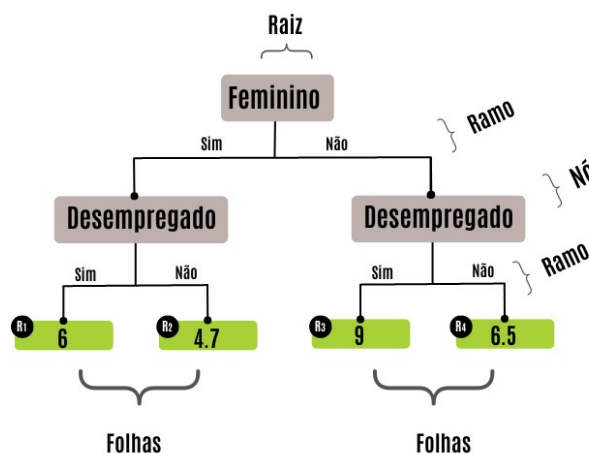 Raiz
Feminino
Ramo
Sim Não
Nó
Desempregado Desempregado
Ramo
Sim Não Sim Não
R1 6 R2 4.7 R3 9 R4 6.5
Folhas Folhas